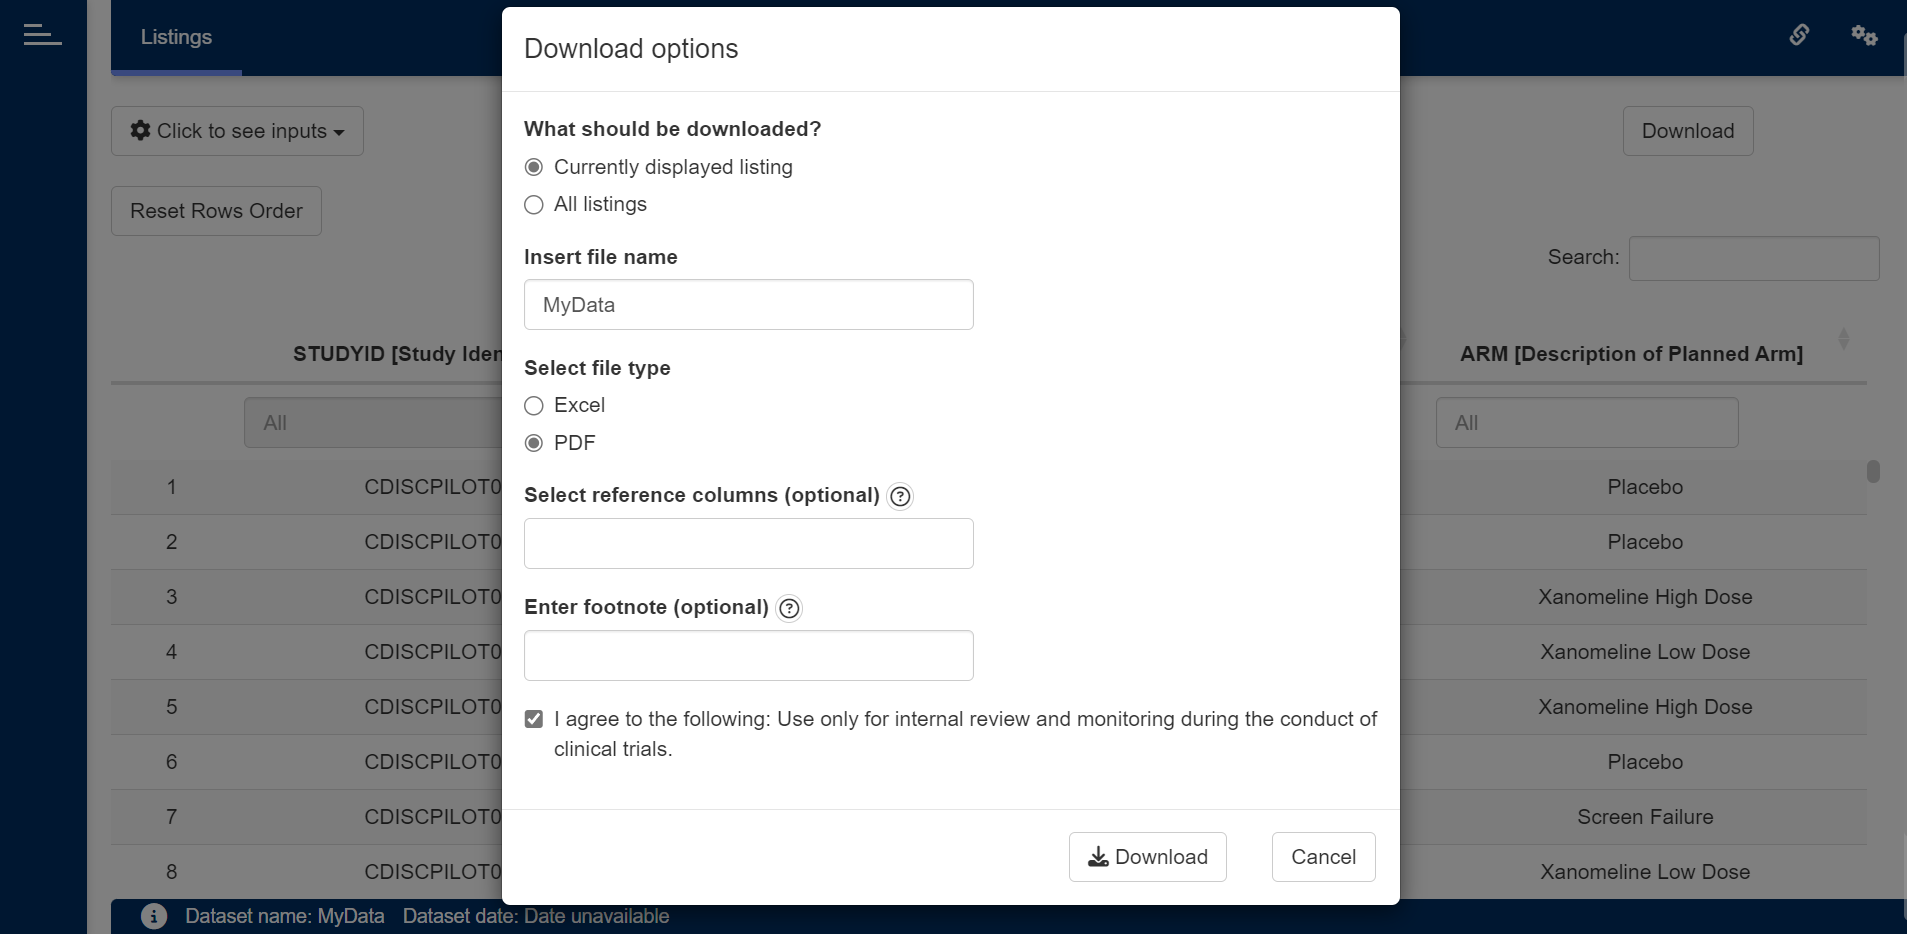 Listings
Click to see inputs
Download
Reset Rows Order
Search:
STUDYID [Study Iden
ARM [Description of Planned Arm]
All
All
1 CDISCPILOT0 Placebo
2 CDISCPILOT0 Placebo
3 CDISCPILOT0 Xanomeline High Dose
4 CDISCPILOT0 Xanomeline Low Dose
5 CDISCPILOT0 Xanomeline High Dose
6 CDISCPILOT0 Placebo
7 CDISCPILOT0 Screen Failure
8 CDISCPILOT0 Xanomeline Low Dose
Dataset name: MyData Dataset date: Date unavailable
Download options
What should be downloaded?
Currently displayed listing
All listings
Insert file name
MyData
Select file type
Excel
PDF
Select reference columns (optional) ?
Enter footnote (optional) ?
I agree to the following: Use only for internal review and monitoring during the conduct of
clinical trials.
Download
Cancel